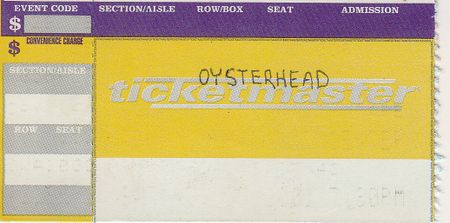 EVENT CODE SECTION/AISLE ROW/BOX SEAT ADMISSION
$
$ CONVENIENCE CHARGE
SECTION/AISLE
OYSTERHEAD
ticketmaster
ROW SEAT